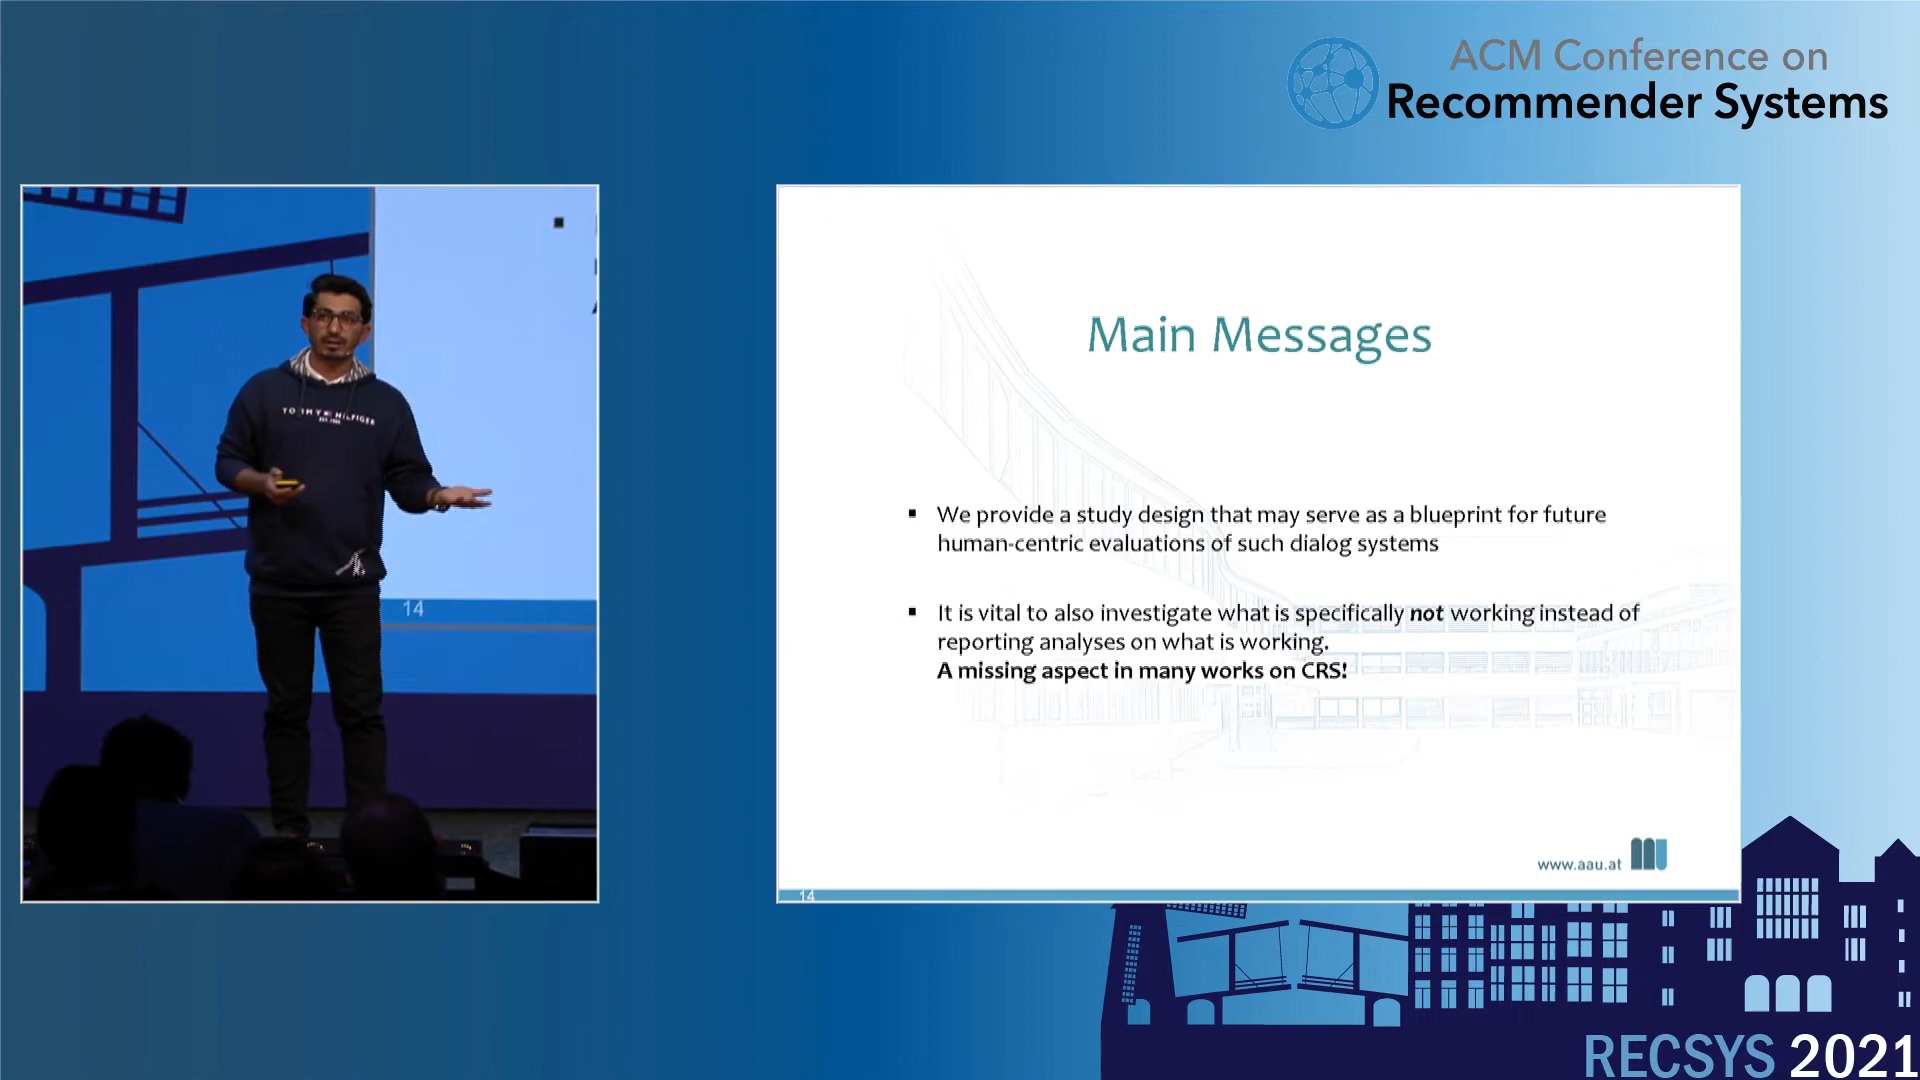 ACM Conference on
Recommender Systems
TOMMY HILFIGER
14
Main Messages
▪ We provide a study design that may serve as a blueprint for future
human-centric evaluations of such dialog systems
▪ It is vital to also investigate what is specifically not working instead of
reporting analyses on what is working.
A missing aspect in many works on CRS!
www.aau.at
14
RECSYS 2021